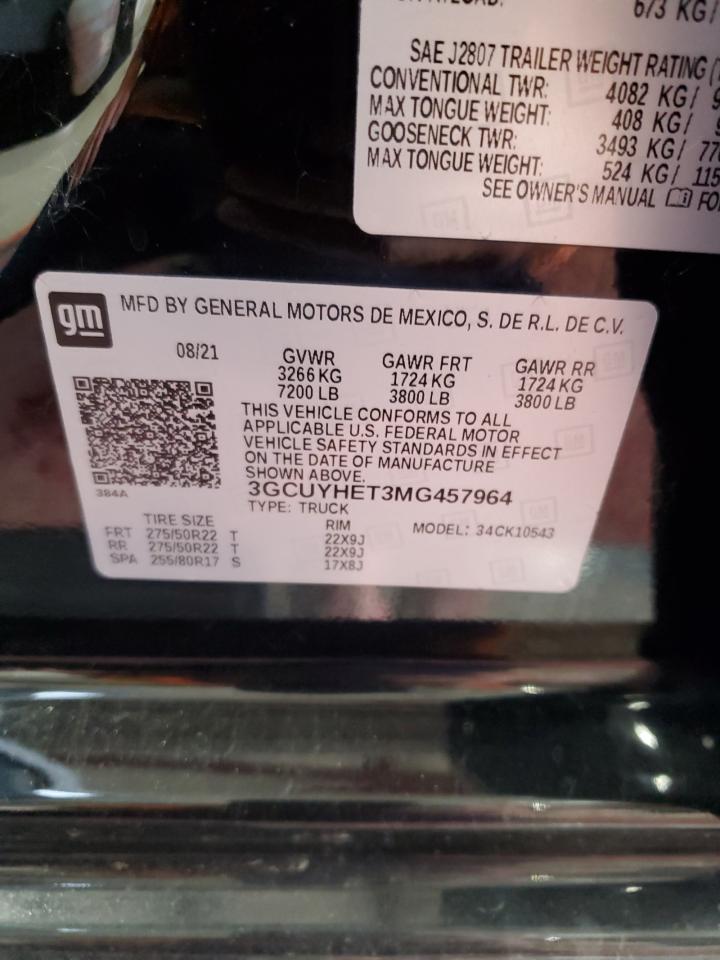 673 KG/
SAE J2807 TRAILER WEIGHT RATING
CONVENTIONAL TWR: 4082 KG/ 9
MAX TONGUE WEIGHT: 408 KG/
GOOSENECK TWR: 3493 KG/ 77
MAX TONGUE WEIGHT: 524 KG/ 115
SEE OWNER'S MANUAL FO
gm
MFD BY GENERAL MOTORS DE MEXICO, S. DE R.L. DE C.V.
08/21 GVWR GAWR FRT GAWR RR
3266 KG 1724 KG 1724 KG
7200 LB 3800 LB 3800 LB
THIS VEHICLE CONFORMS TO ALL
APPLICABLE U.S. FEDERAL MOTOR
VEHICLE SAFETY STANDARDS IN EFFECT
ON THE DATE OF MANUFACTURE
SHOWN ABOVE.
384A
3GCUYHET3MG457964
TYPE: TRUCK
TIRE SIZE RIM MODEL: 34CK10543
FRT 275/50R22 T 22X9J
RR 275/50R22 T 22X9J
SPA 255/80R17 S 17X8J